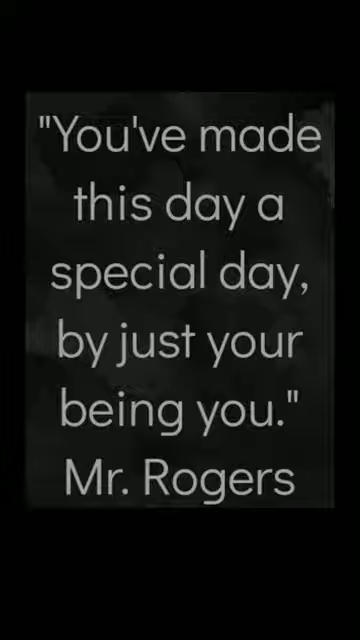 "You've made
this day a
special day,
by just your
being you."
Mr. Rogers